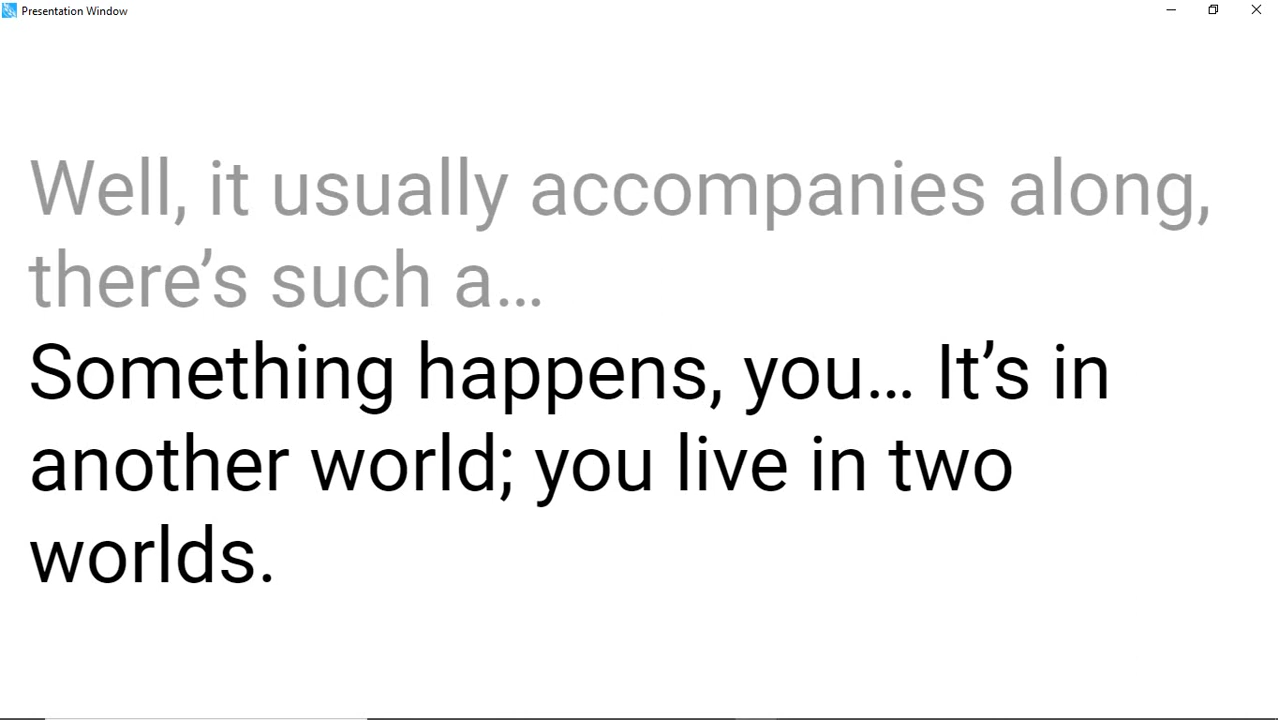 Presentation Window
Well, it usually accompanies along,
there’s such a…
Something happens, you… It’s in
another world; you live in two
worlds.